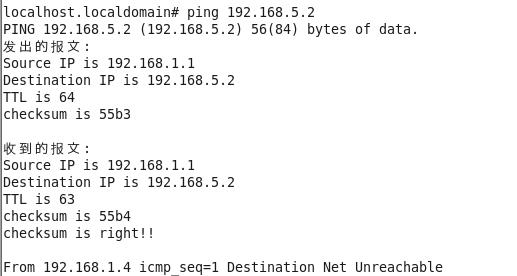 localhost.localdomain# ping 192.168.5.2
PING 192.168.5.2 (192.168.5.2) 56(84) bytes of data.
发出的报文:
Source IP is 192.168.1.1
Destination IP is 192.168.5.2
TTL is 64
checksum is 55b3
收到的报文:
Source IP is 192.168.1.1
Destination IP is 192.168.5.2
TTL is 63
checksum is 55b4
checksum is right!!
From 192.168.1.4 icmp_seq=1 Destination Net Unreachable